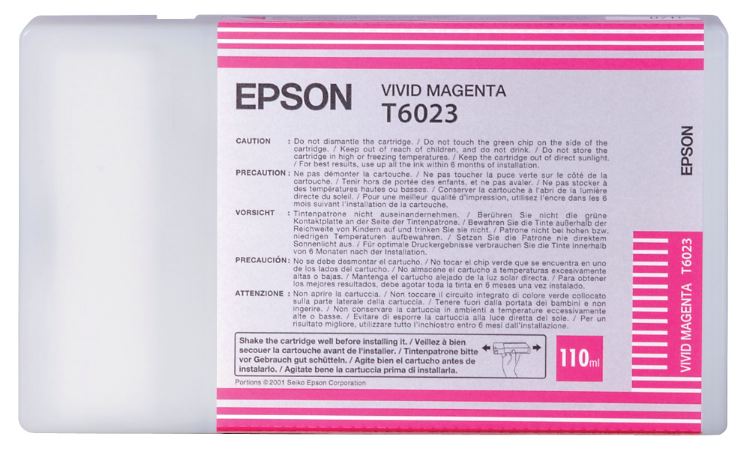 EPSON
VIVID MAGENTA
T6023
CAUTION : Do not dismantle the cartridge. / Do not touch the green chip on the side of the
cartridge. / Keep out of reach of children, and do not drink. / Do not store the
cartridge in high or freezing temperatures. / Keep the cartridge out of direct sunlight.
/ For best results, use up all the ink within 6 months of installation.
PRECAUTION : Ne pas démonter la cartouche. / Ne pas toucher la puce verte sur le côté de la
cartouche. / Tenir hors de portée des enfants, et ne pas avaler. / Ne pas stocker à
des températures hautes ou basses. / Conserver la cartouche à l'abri de la lumière
directe du soleil. / Pour une meilleur qualité d'impression, utilisez l'encre dans les 6
mois suivant l'installation de la cartouche.
VORSICHT : Tintenpatrone nicht auseinandernehmen. / Berühren Sie nicht die grüne
Kontaktplatte an der Seite der Tintenpatrone. / Bewahren Sie die Tinte außerhalb der
Reichweite von Kindern auf und trinken Sie sie nicht. / Patrone nicht bei hohen bzw.
niedrigen Temperaturen aufbewahren. / Setzen Sie die Patrone nie direktem
Sonnenlicht aus. / Für optimale Druckergebnisse verbrauchen Sie die Tinte innerhalb
von 6 Monaten nach der Installation.
PRECAUCIÓN: No se debe desmontar el cartucho. / No tocar el chip verde que se encuentra en uno
de los lados del cartucho. / No almacene el cartucho a temperaturas excesivamente
altas o bajas. / Mantenga el cartucho alejado de la luz solar directa. / Para obtener
los mejores resultados, debe agotar toda la tinta en 6 meses una vez instalado.
ATTENZIONE : Non aprire la cartuccia. / Non toccare il circuito integrato di colore verde collocato
sulla parte laterale della cartuccia. / Tenere fuori dalla portata dei bambini e non
ingerire. / Non conservare la cartuccia in ambienti a temperature eccessivamente
alte o basse. / Evitare di esporre la cartuccia alla luce diretta del sole. / Per un
risultato migliore, utilizzare tutto l'inchiostro entro 6 mesi dall'installazione.
Shake the cartridge well before installing it. / Veillez à bien
secouer la cartouche avant de l'installer. / Tintenpatrone bitte
vor Gebrauch gut schütteln. / Agite bien el cartucho antes de
instalarlo. / Agitate bene la cartuccia prima di installarla.
110ml
Portions ©2001 Seiko Epson Corporation
EPSON
VIVID MAGENTA T6023